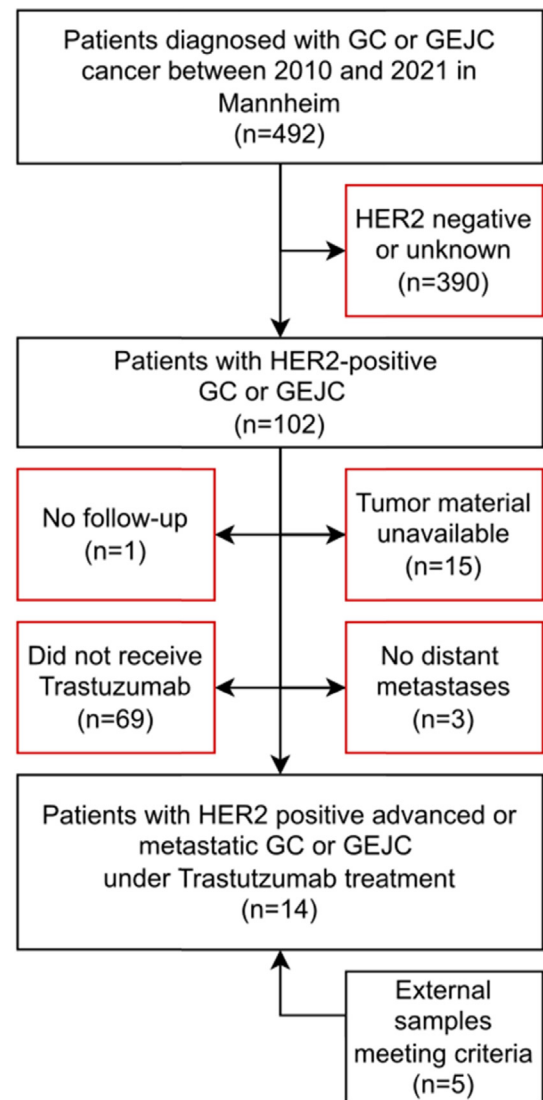 Patients diagnosed with GC or GEJC
cancer between 2010 and 2021 in
Mannheim
(n=492)
HER2 negative
or unknown
(n=390)
Patients with HER2-positive
GC or GEJC
(n=102)
No follow-up
(n=1)
Tumor material
unavailable
(n=15)
Did not receive
Trastuzumab
(n=69)
No distant
metastases
(n=3)
Patients with HER2 positive advanced or
metastatic GC or GEJC
under Trastutzumab treatment
(n=14)
External
samples
meeting criteria
(n=5)